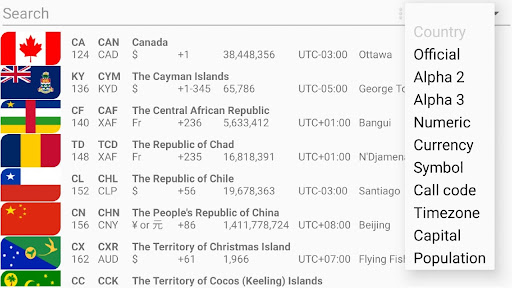 Search
CA CAN Canada
124 CAD $ +1 38,448,356 UTC-03:00 Ottawa
KY CYM The Cayman Islands
136 KYD $ +1-345 65,786 UTC-05:00 George To
CF CAF The Central African Republic
140 XAF Fr +236 5,633,412 UTC+01:00 Bangui
TD TCD The Republic of Chad
148 XAF Fr +235 16,818,391 UTC+01:00 N'Djamen
CL CHL The Republic of Chile
152 CLP $ +56 19,678,363 UTC-03:00 Santiago
CN CHN The People's Republic of China
156 CNY ¥ or 元 +86 1,411,778,724 UTC+08:00 Beijing
CX CXR The Territory of Christmas Island
162 AUD $ +61 1,966 UTC+07:00 Flying Fish
CC CCK The Territory of Cocos (Keeling) Islands
Country
Official
Alpha 2
Alpha 3
Numeric
Currency
Symbol
Call code
Timezone
Capital
Population